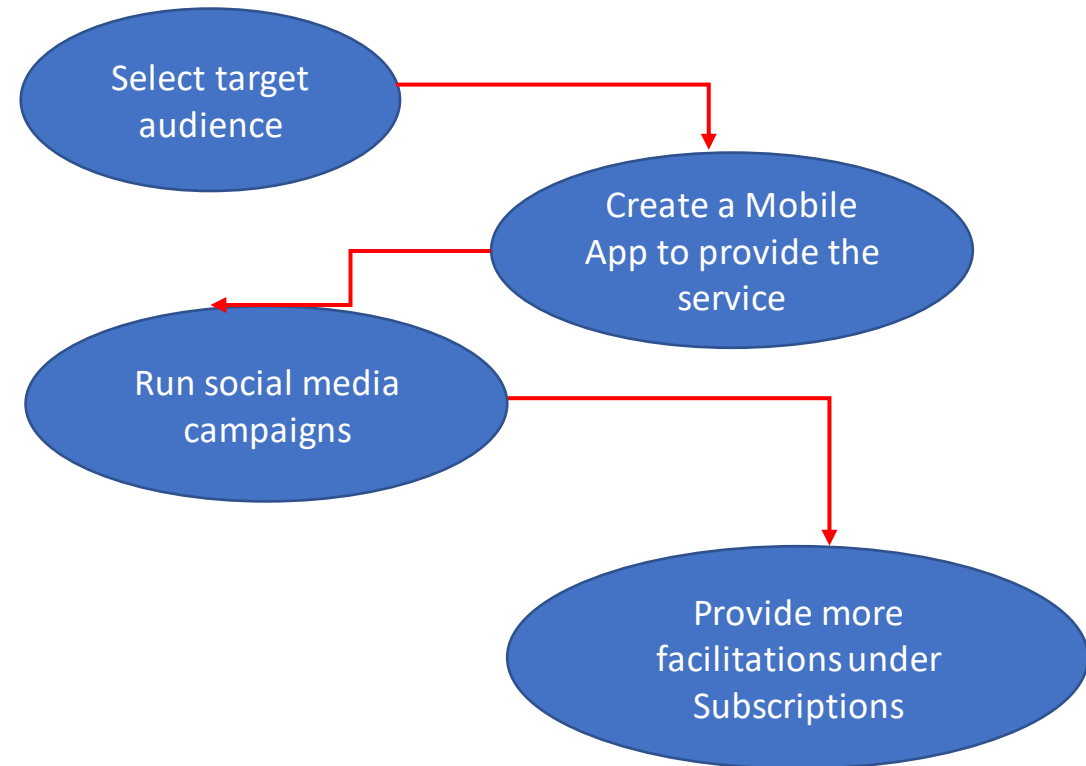 Select target
audience
Create a Mobile
App to provide the
service
Run social media
campaigns
Provide more
facilitations under
Subscriptions